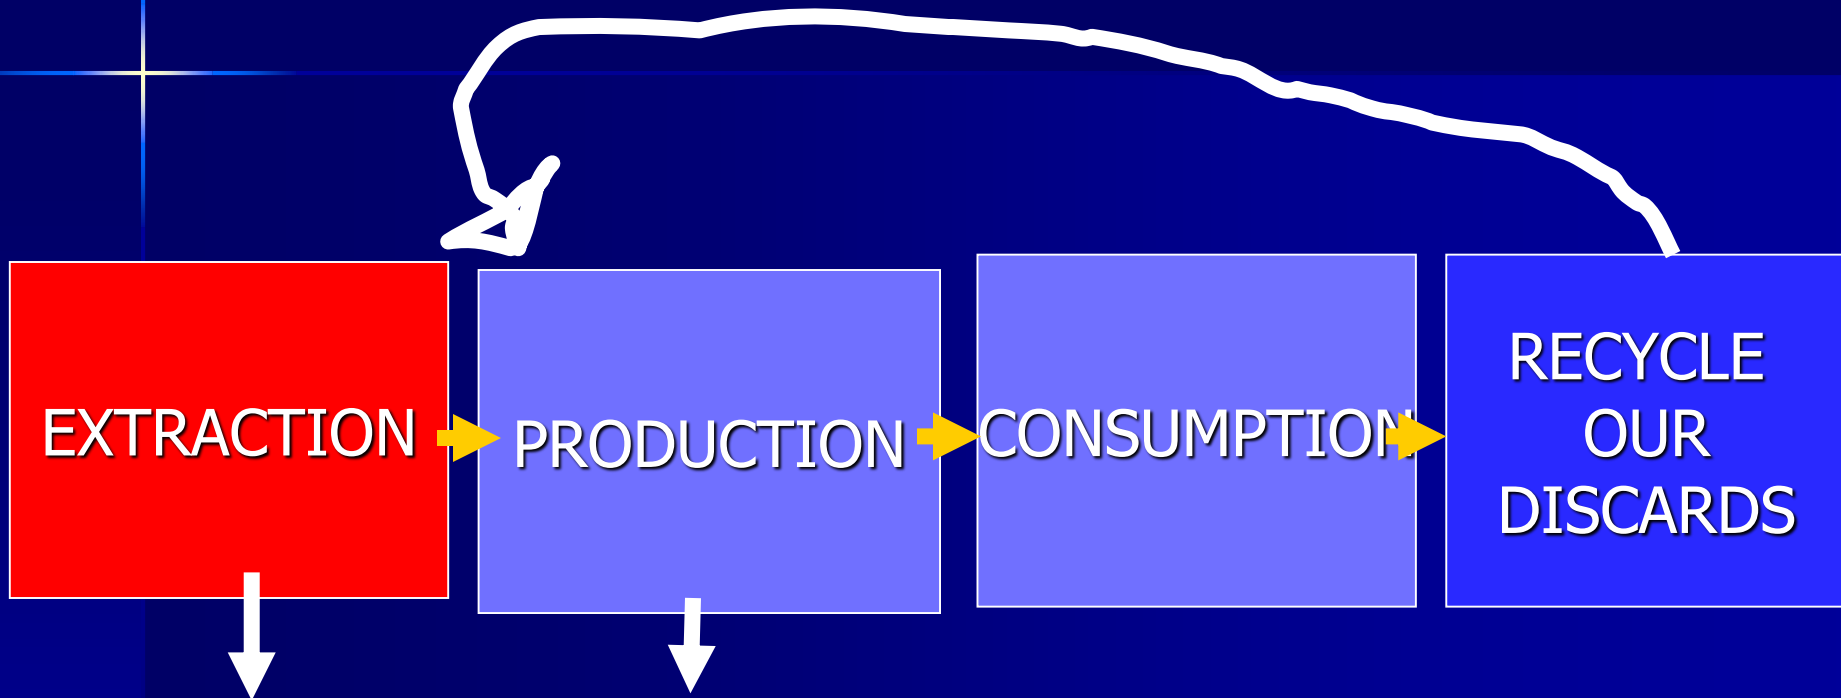 EXTRACTION
PRODUCTION
CONSUMPTION
RECYCLE
OUR
DISCARDS